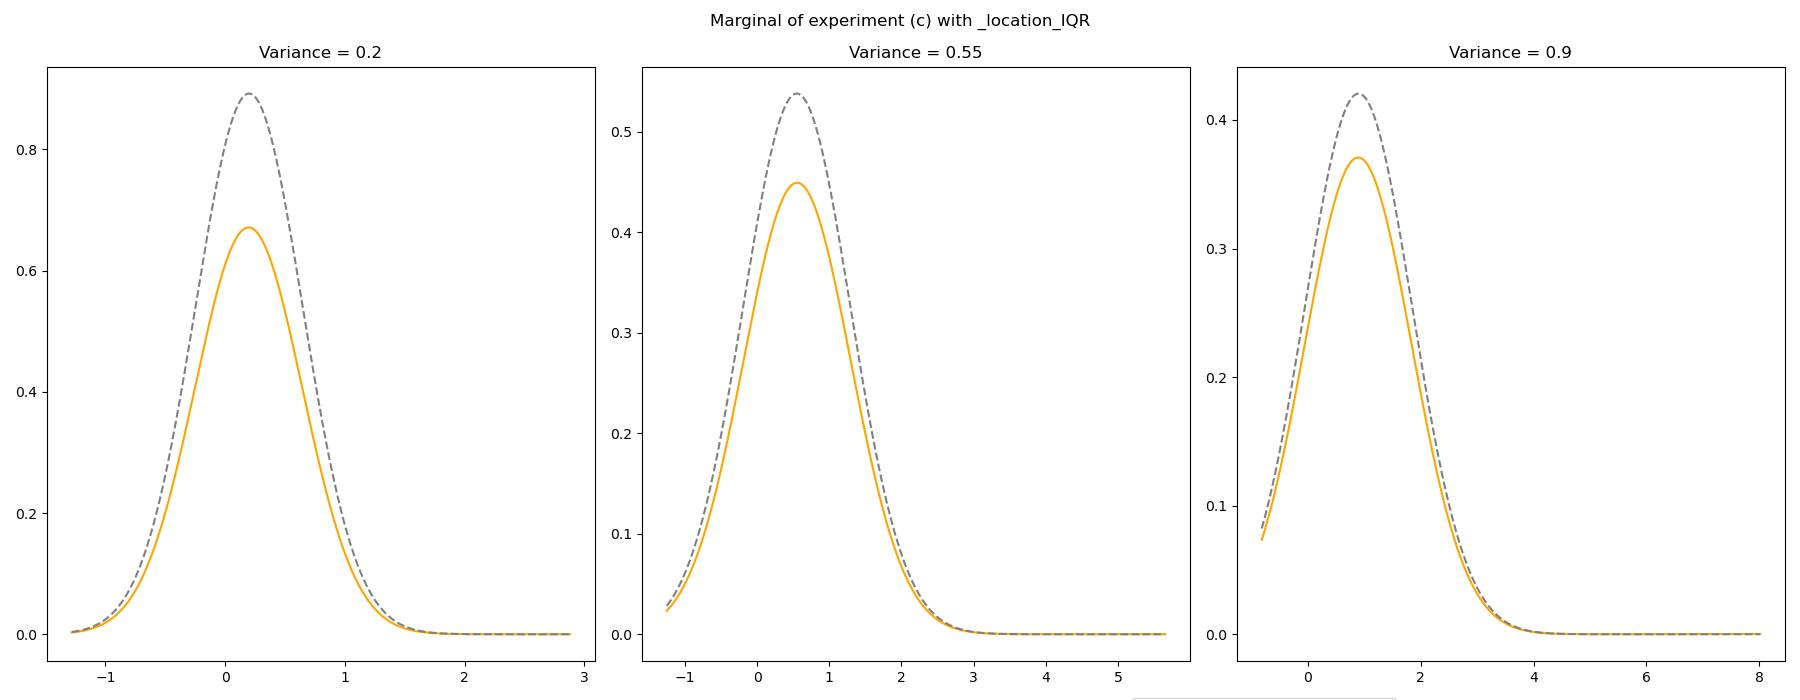 Marginal of experiment (c) with _location_IQR
Variance = 0.2
0.8
0.6
0.4
0.2
0.0
−1 0 1 2 3
Variance = 0.55
0.5
0.4
0.3
0.2
0.1
0.0
−1 0 1 2 3 4 5
Variance = 0.9
0.4
0.3
0.2
0.1
0.0
0 2 4 6 8